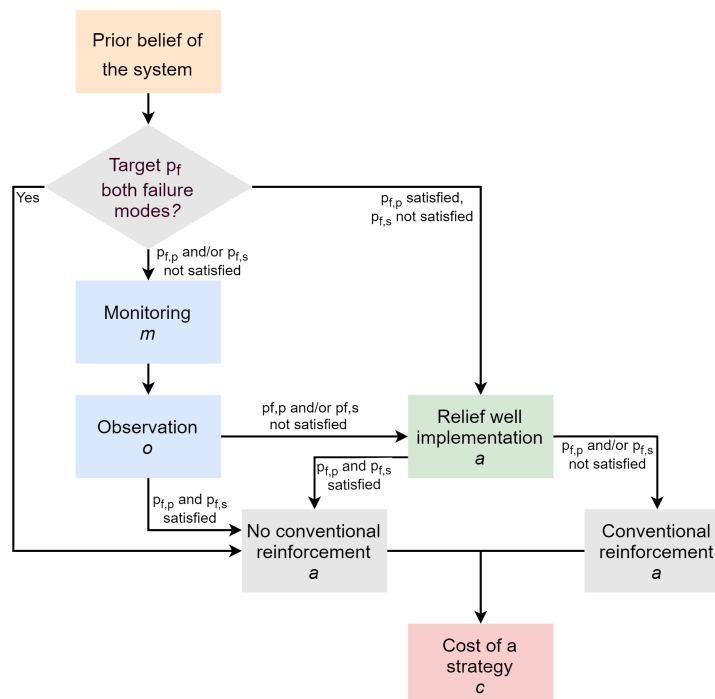 Prior belief of
the system
Target pf
both failure
modes?
Yes
pf,p satisfied,
pf,s not satisfied
pf,p and/or pf,s
not satisfied
Monitoring
m
Observation
o
pf,p and/or pf,s
not satisfied
Relief well
implementation
a
pf,p and/or pf,s
not satisfied
pf,p and pf,s
satisfied
pf,p and pf,s
satisfied
No conventional
reinforcement
a
Conventional
reinforcement
a
Cost of a
strategy
c